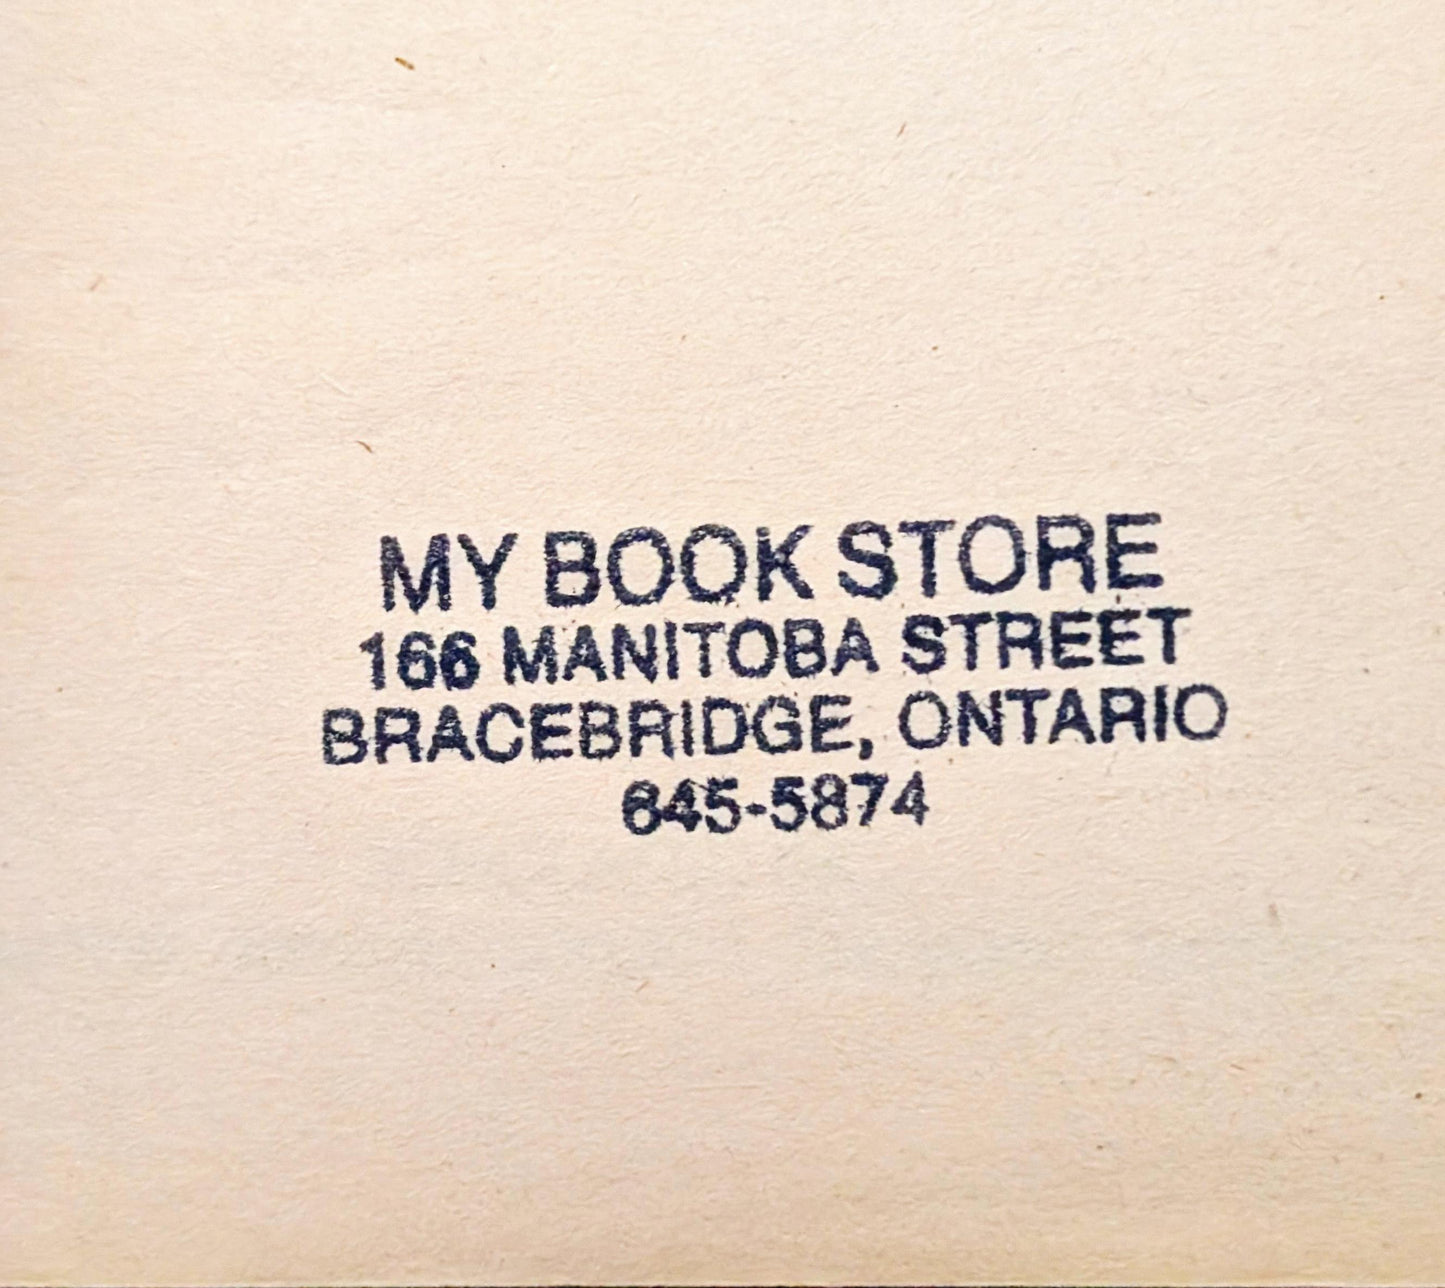 MY BOOK STORE
166 MANITOBA STREET
BRACEBRIDGE, ONTARIO
645-5874